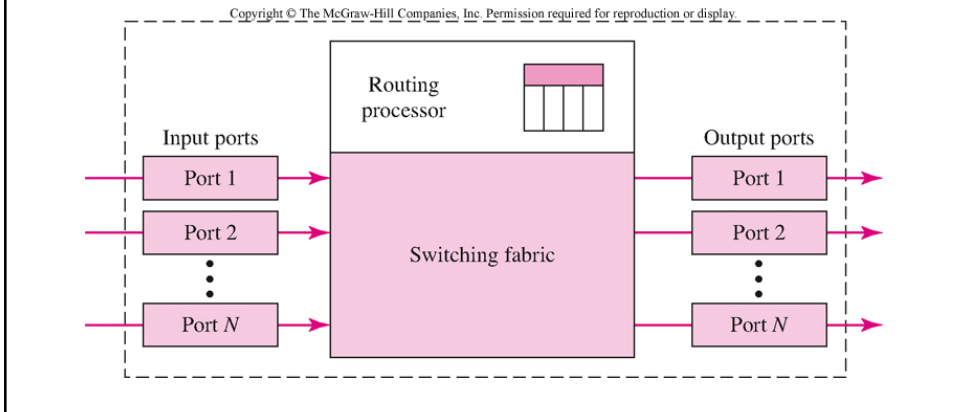 Copyright © The McGraw-Hill Companies, Inc. Permission required for reproduction or display.
Routing
processor
Input ports
Output ports
Port 1
Port 1
Port 2
Port 2
Switching fabric
Port N
Port N